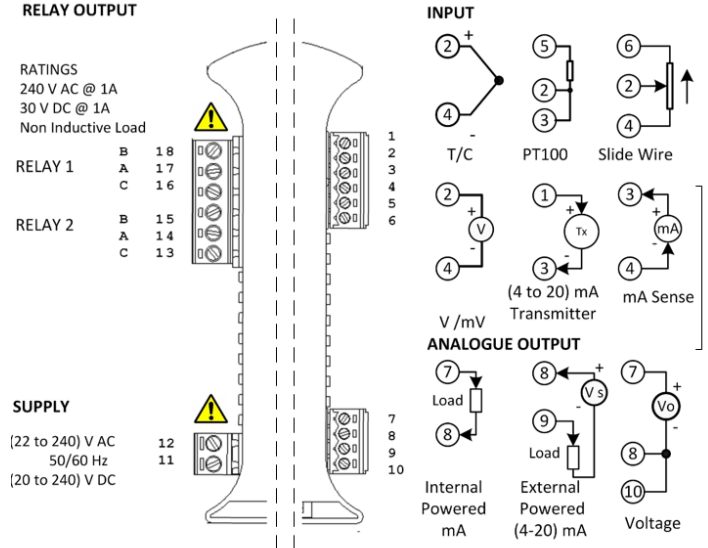 RELAY OUTPUT
RATINGS
240 V AC @ 1A
30 V DC @ 1A
Non Inductive Load
RELAY 1
B 18
A 17
C 16
RELAY 2
B 15
A 14
C 13
1
2
3
4
5
6
SUPPLY
(22 to 240) V AC
50/60 Hz
(20 to 240) V DC
12
11
7
8
9
10
INPUT
2 +
4 -
T/C
5
2
3
PT100
6
2
4
Slide Wire
2
+
V
-
4
V /mV
1
+
Tx
-
3
(4 to 20) mA
Transmitter
3
+
mA
-
4
mA Sense
ANALOGUE OUTPUT
7
Load
8
Internal
Powered
mA
8 +
- V s
9
Load
External
Powered
(4-20) mA
7
+
Vo
-
8
10
Voltage